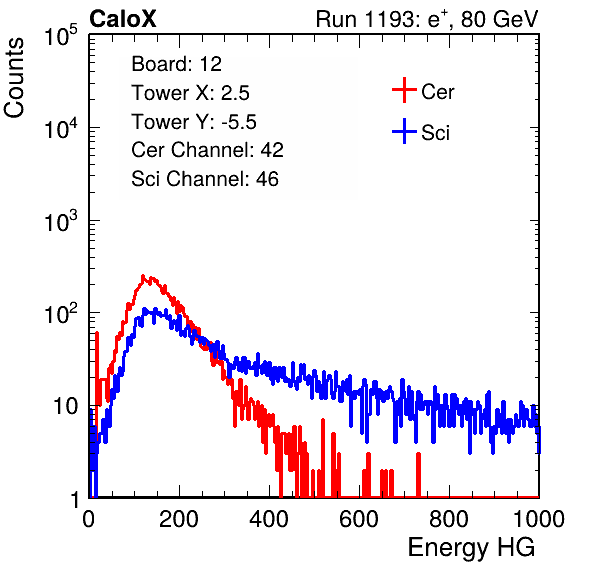 CaloX Run 1193: e⁺, 80 GeV
Counts
10⁵
10⁴
10³
10²
10
1
Board: 12
Tower X: 2.5
Tower Y: -5.5
Cer Channel: 42
Sci Channel: 46
Cer
Sci
0 200 400 600 800 1000
Energy HG